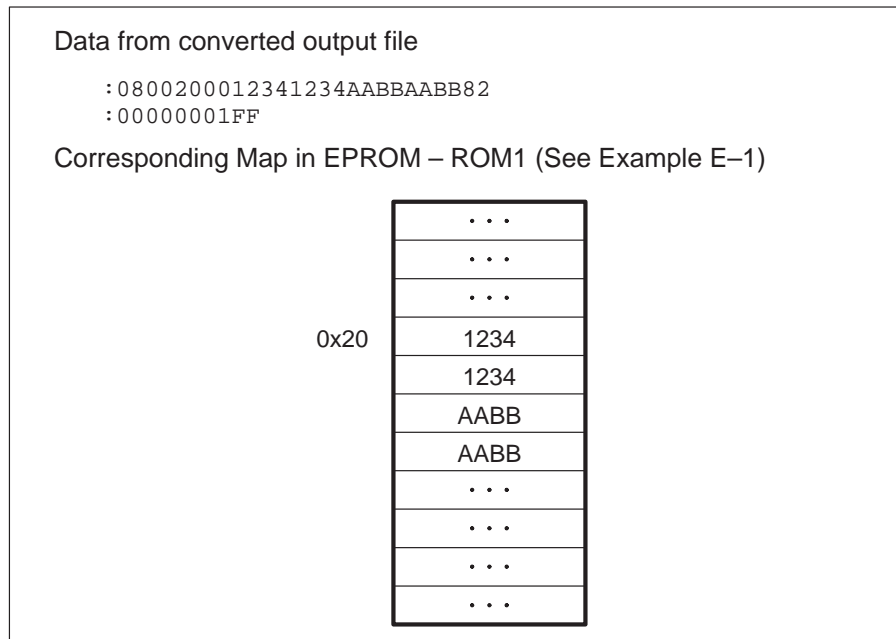 Data from converted output file
:0800200012341234AABBAABB82
:00000001FF
Corresponding Map in EPROM – ROM1 (See Example E–1)
. . .
. . .
. . .
0x20 1234
1234
AABB
AABB
. . .
. . .
. . .
. . .